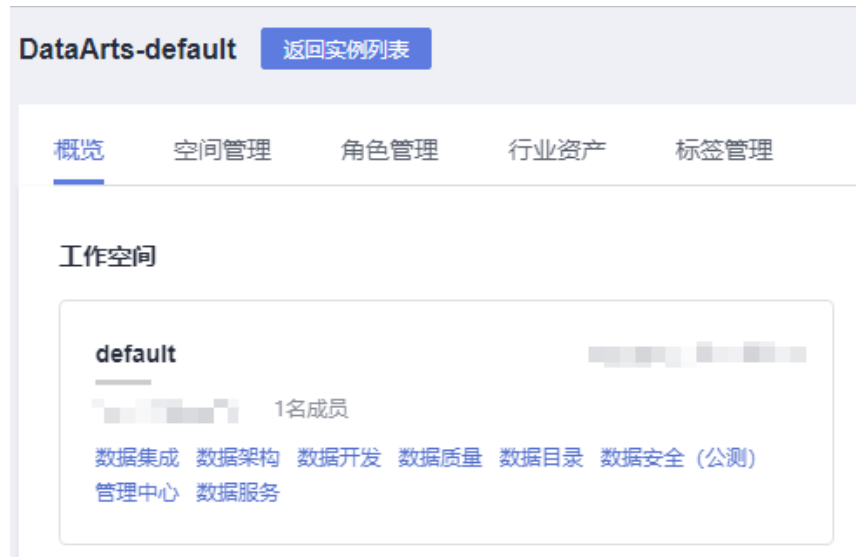 DataArts-default 返回实例列表
概览 空间管理 角色管理 行业资产 标签管理
工作空间
default
1名成员
数据集成 数据架构 数据开发 数据质量 数据目录 数据安全（公测）
管理中心 数据服务